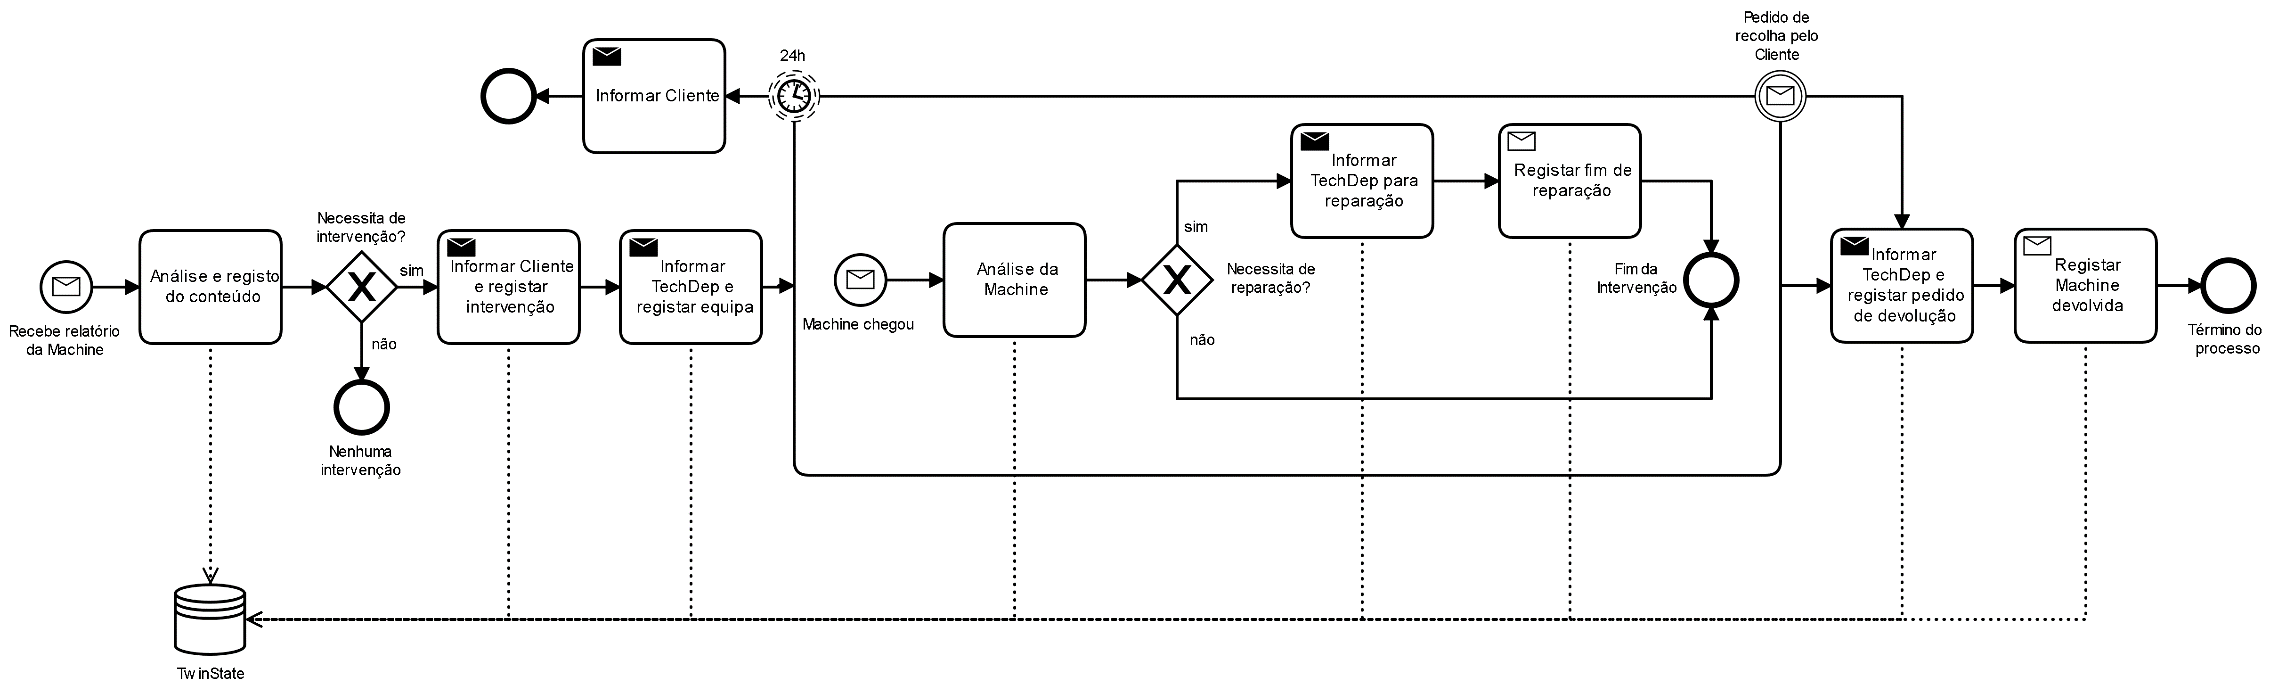 Pedido de
recolha pelo
Cliente
24h
Informar Cliente
Informar
TechDep para
reparação
Registar fim de
reparação
Necessita de
intervenção?
sim
Recebe relatório
da Machine
Análise e registo
do conteúdo
sim
não
Nenhuma
intervenção
Informar Cliente
e registar
intervenção
Informar
TechDep e
registar equipa
Machine chegou
Análise da
Machine
Necessita de
reparação?
não
Fim da
Intervenção
Informar
TechDep e
registar pedido
de devolução
Registar
Machine
devolvida
Término do
processo
TwinState